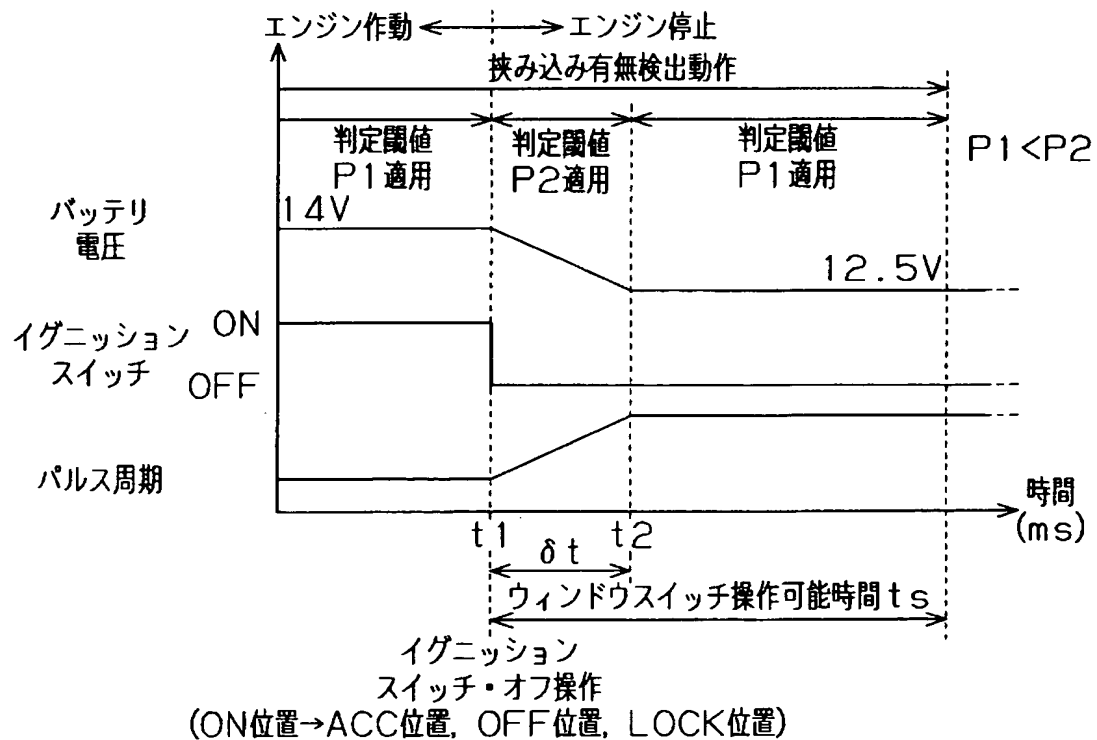 エンジン作動 エンジン停止
挟み込み有無検出動作
判定閾値
P1適用
判定閾値
P2適用
判定閾値
P1適用
P1<P2
バッテリ
電圧
14V
12.5V
イグニッション
スイッチ
ON
OFF
パルス周期
時間
(ms)
t1
t2
δt
ウィンドウスイッチ操作可能時間ts
イグニッション
スイッチ・オフ操作
(ON位置→ACC位置, OFF位置, LOCK位置)